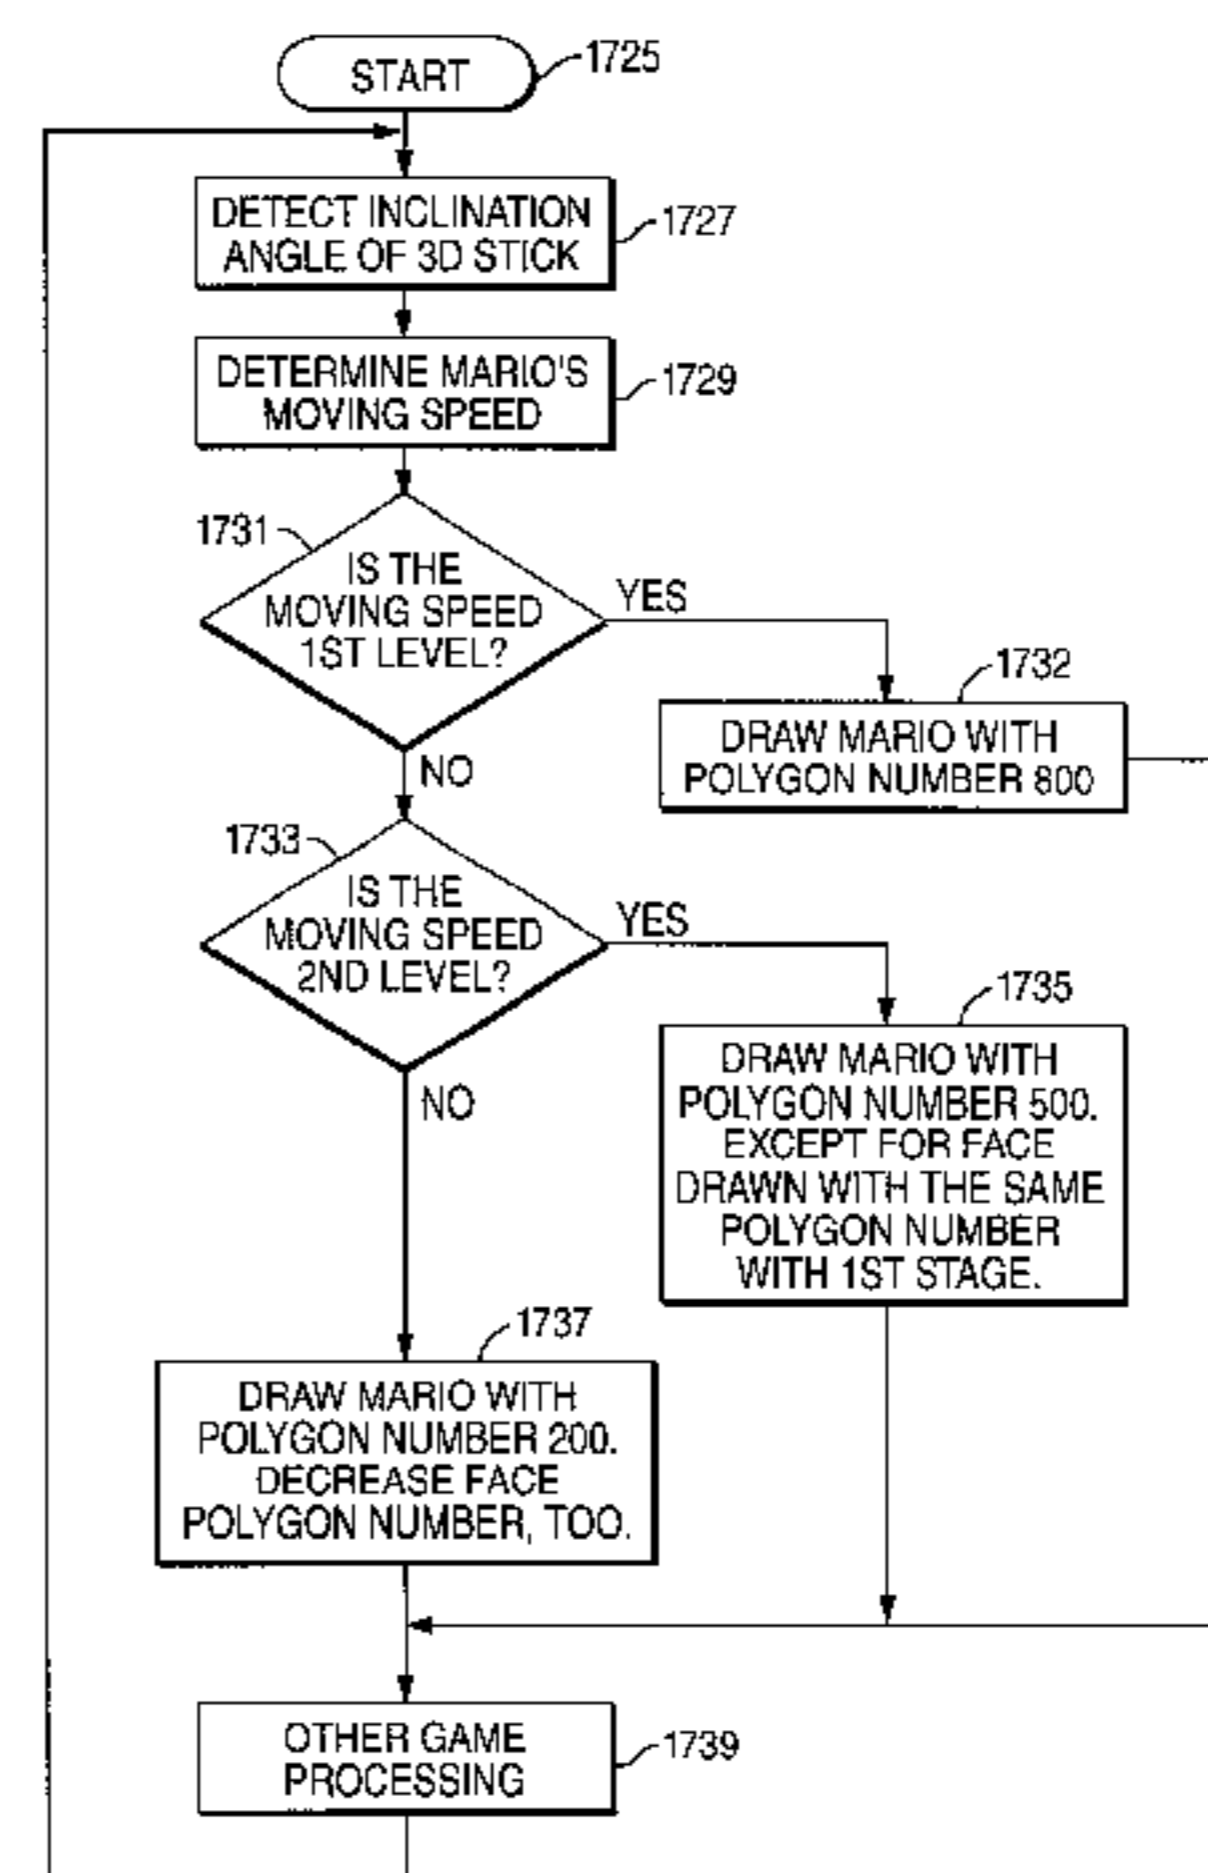 START
1725
DETECT INCLINATION
ANGLE OF 3D STICK
1727
DETERMINE MARIO'S
MOVING SPEED
1729
1731
IS THE
MOVING SPEED
1ST LEVEL?
YES
NO
1732
DRAW MARIO WITH
POLYGON NUMBER 800
1733
IS THE
MOVING SPEED
2ND LEVEL?
YES
NO
1735
DRAW MARIO WITH
POLYGON NUMBER 500.
EXCEPT FOR FACE
DRAWN WITH THE SAME
POLYGON NUMBER
WITH 1ST STAGE.
1737
DRAW MARIO WITH
POLYGON NUMBER 200.
DECREASE FACE
POLYGON NUMBER, TOO.
OTHER GAME
PROCESSING
1739